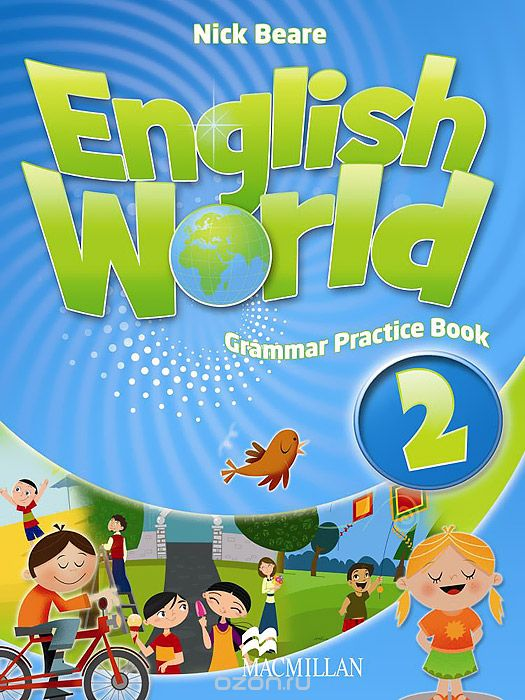 Nick Beare
English
World
Grammar Practice Book
2
MACMILLAN
ozon.ru